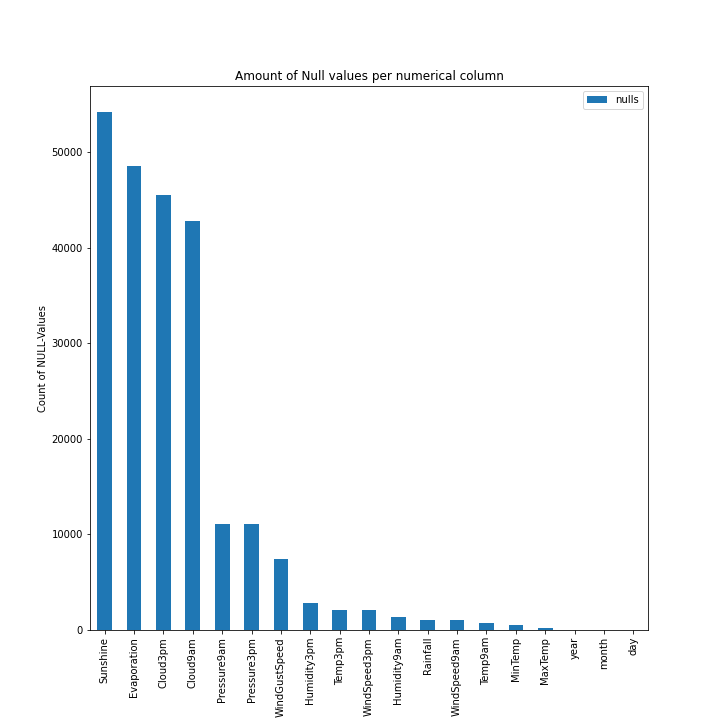 Amount of Null values per numerical column
nulls
50000
40000
30000
20000
10000
0
Count of NULL-Values
Sunshine
Evaporation
Cloud3pm
Cloud9am
Pressure9am
Pressure3pm
WindGustSpeed
Humidity3pm
Temp3pm
WindSpeed3pm
Humidity9am
Rainfall
WindSpeed9am
Temp9am
MinTemp
MaxTemp
year
month
day